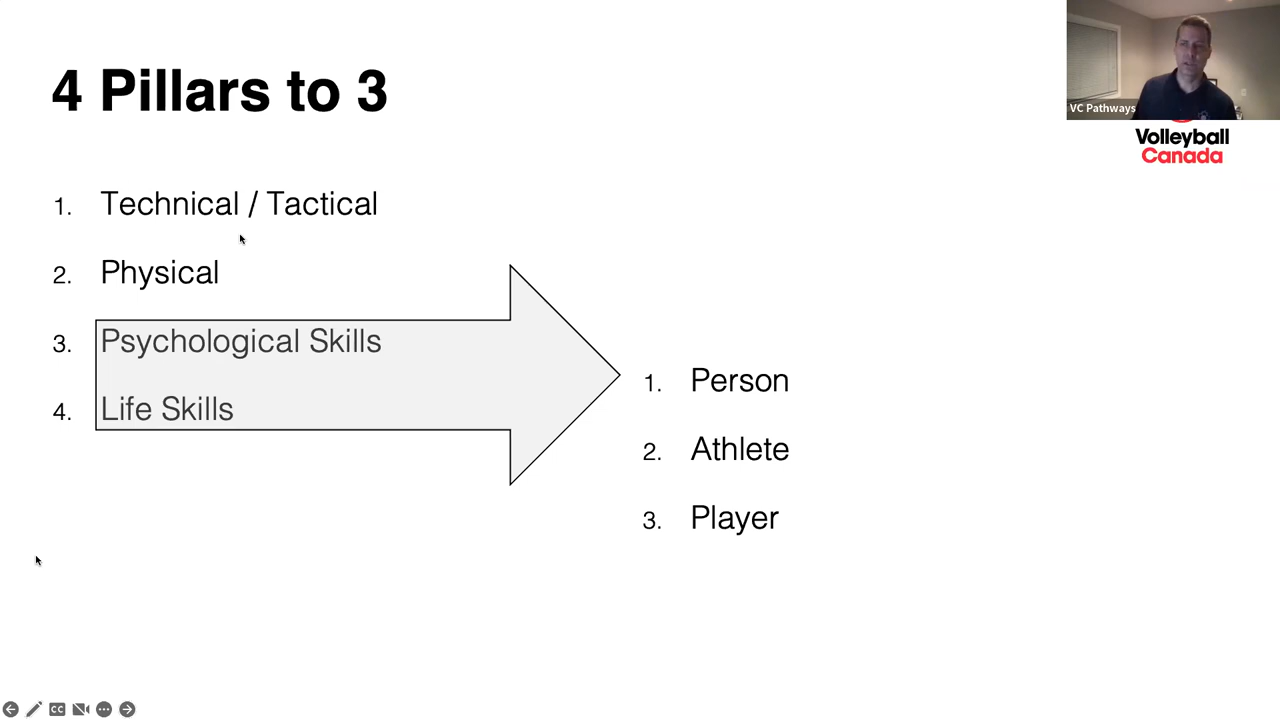 4 Pillars to 3
VC Pathways
Volleyball
Canada
1. Technical / Tactical
2. Physical
3. Psychological Skills
4. Life Skills
1. Person
2. Athlete
3. Player
CC